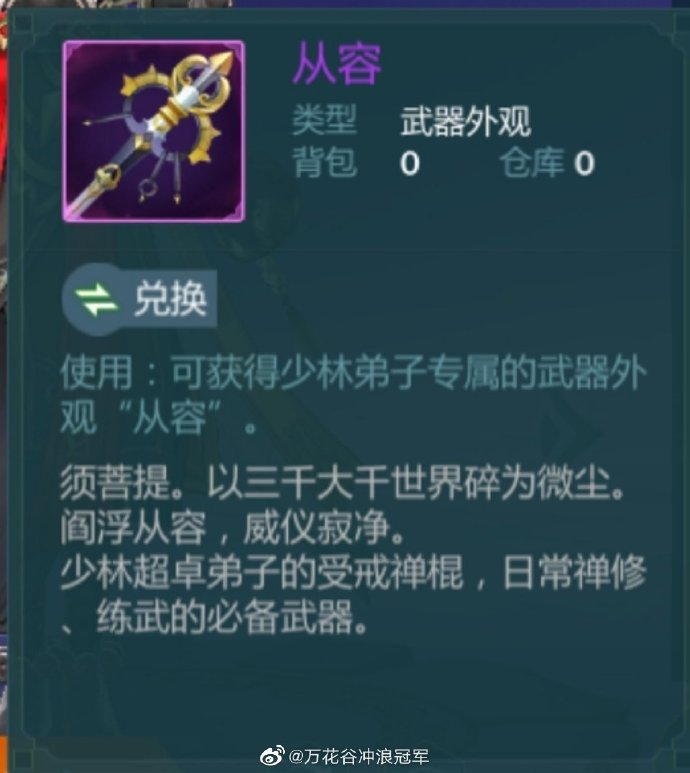 从容
类型 武器外观
背包 0 仓库 0
兑换
使用：可获得少林弟子专属的武器外
观“从容”。
须菩提。以三千大千世界碎为微尘。
阎浮从容，威仪寂净。
少林超卓弟子的受戒禅棍，日常禅修
、练武的必备武器。
@万花谷冲浪冠军